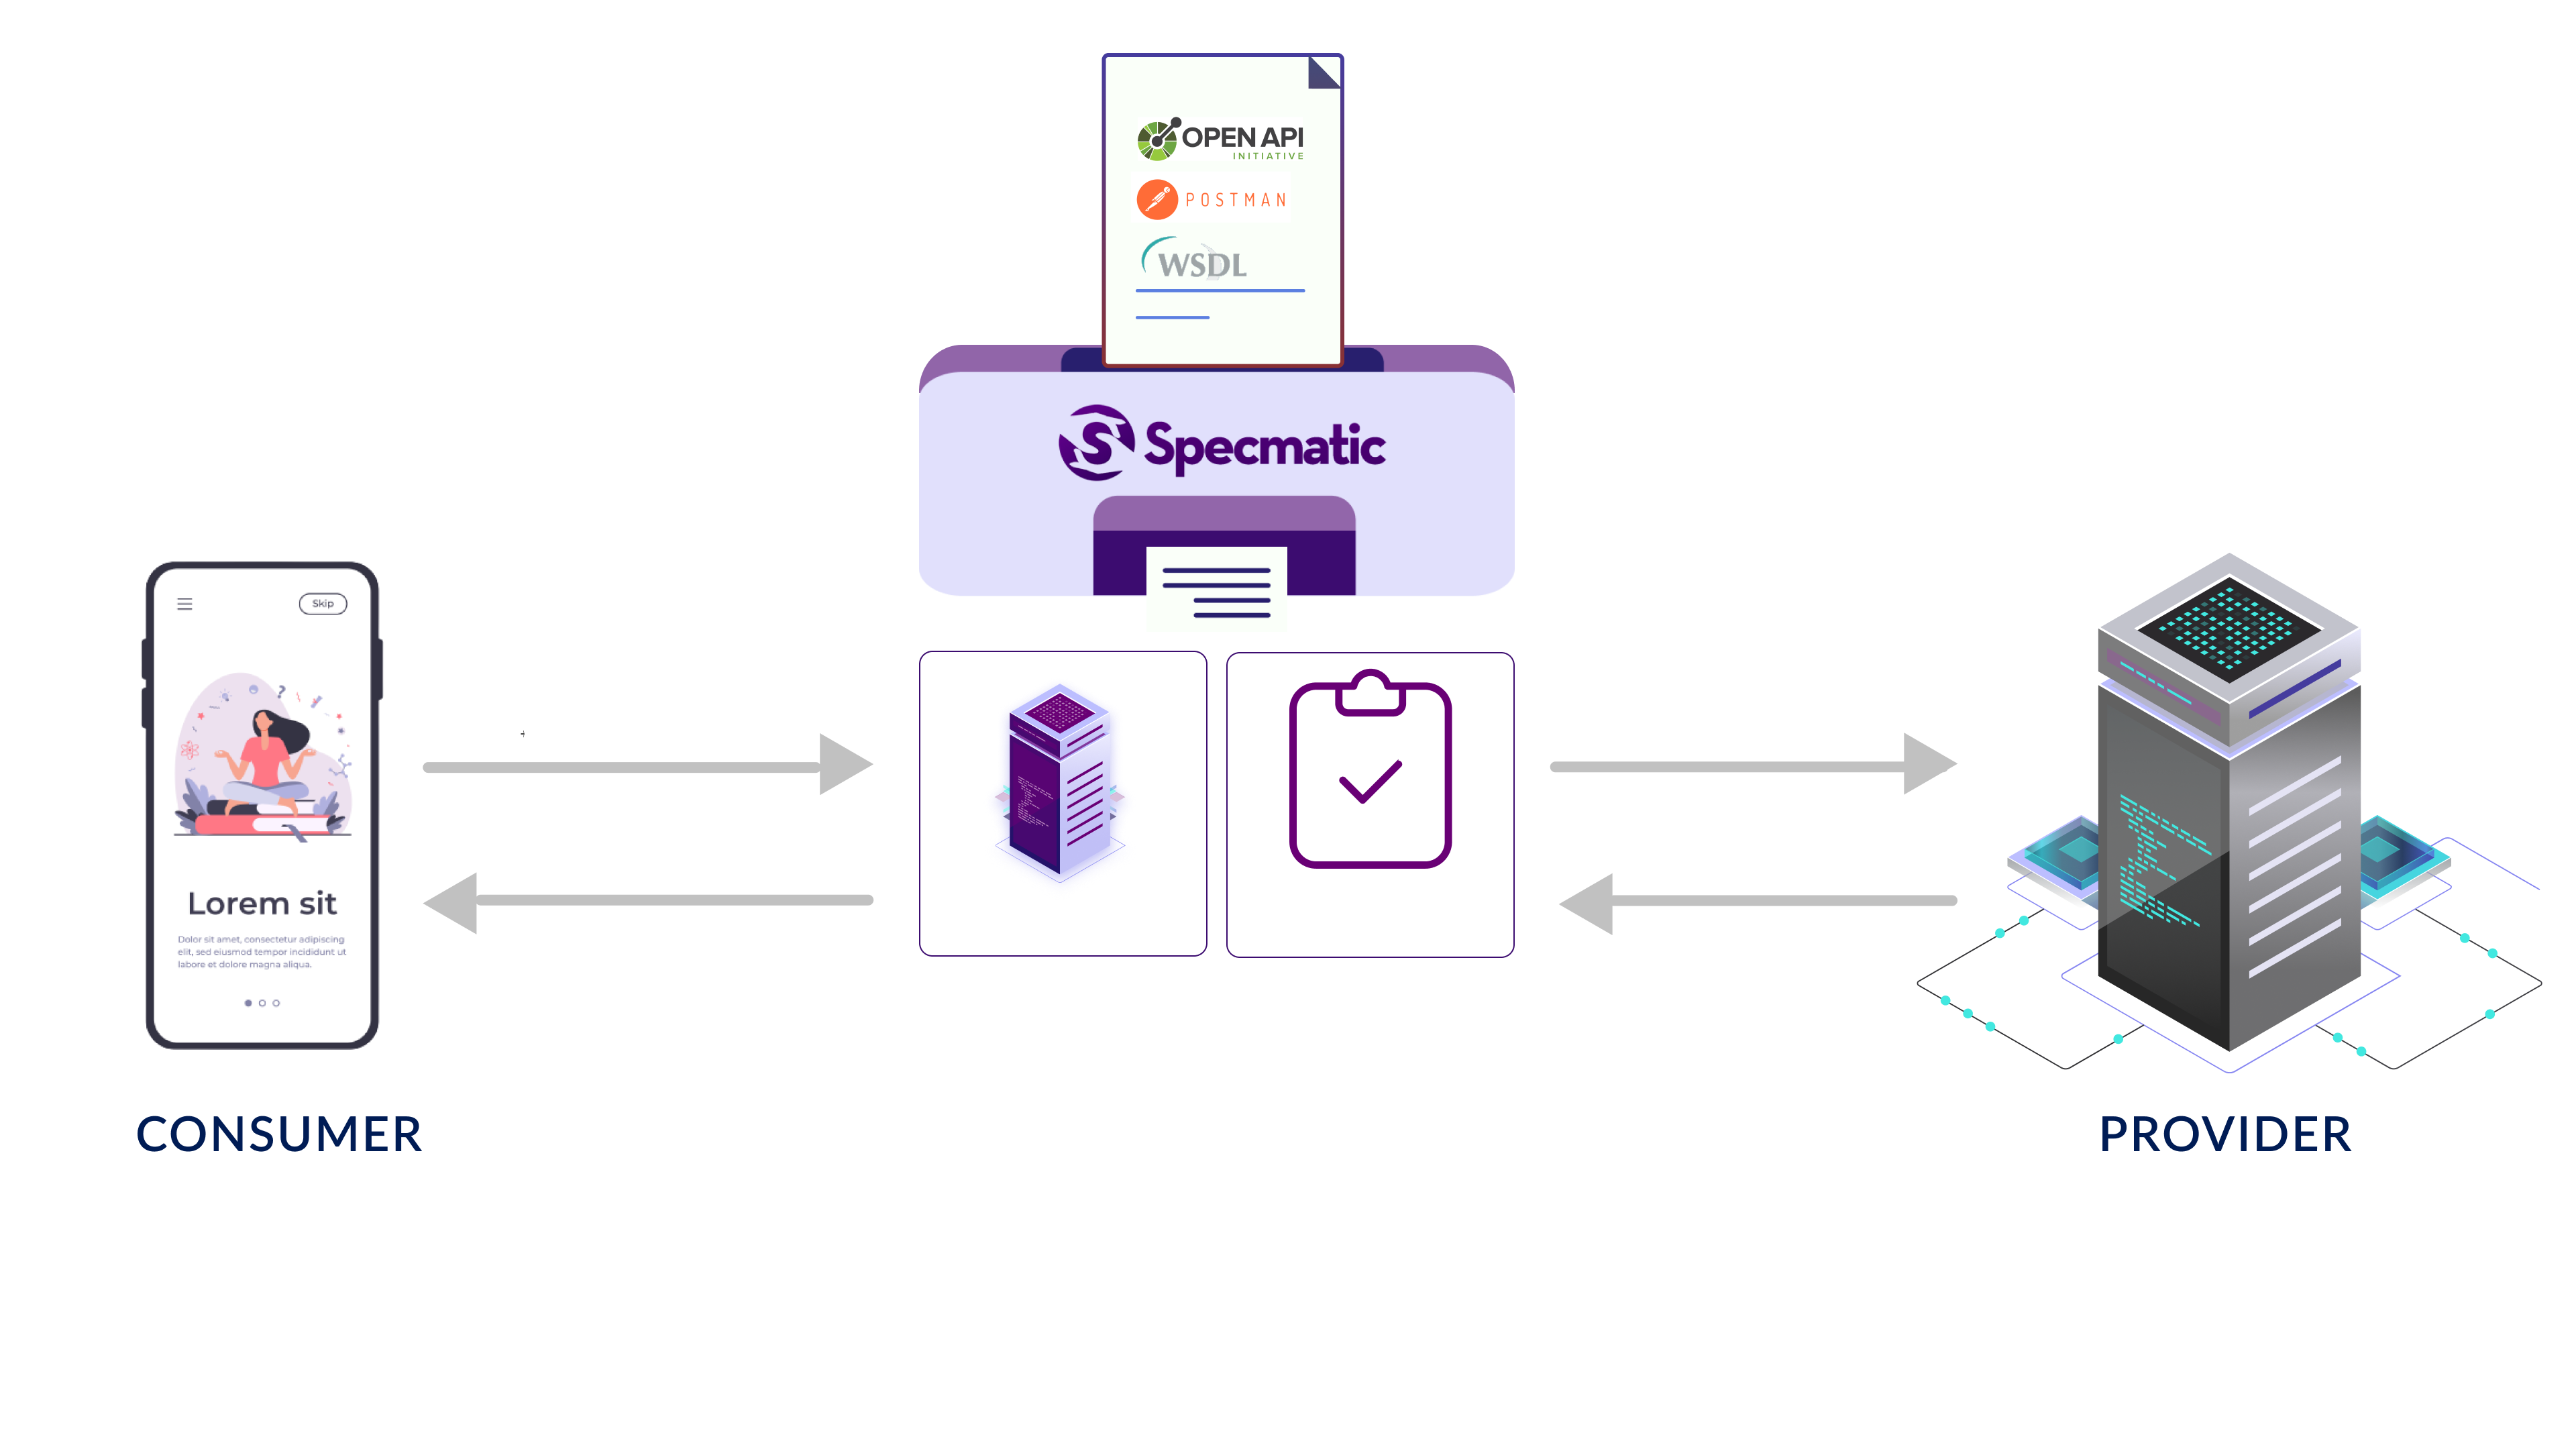 OPEN API
INITIATIVE
POSTMAN
WSDL
Specmatic
Skip
Lorem sit
Dolor sit amet, consectetur adipiscing
elit, sed eiusmod tempor incididunt ut
labore et dolore magna aliqua.
CONSUMER
PROVIDER